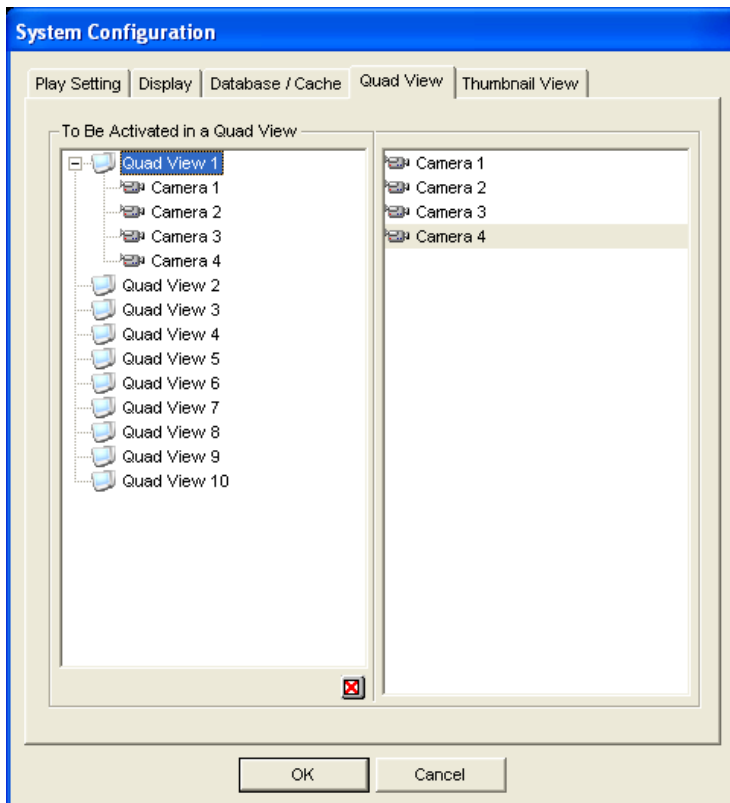 System Configuration
Play Setting Display Database / Cache Quad View Thumbnail View
To Be Activated in a Quad View
Quad View 1
Camera 1
Camera 2
Camera 3
Camera 4
Quad View 2
Quad View 3
Quad View 4
Quad View 5
Quad View 6
Quad View 7
Quad View 8
Quad View 9
Quad View 10
Camera 1
Camera 2
Camera 3
Camera 4
OK Cancel